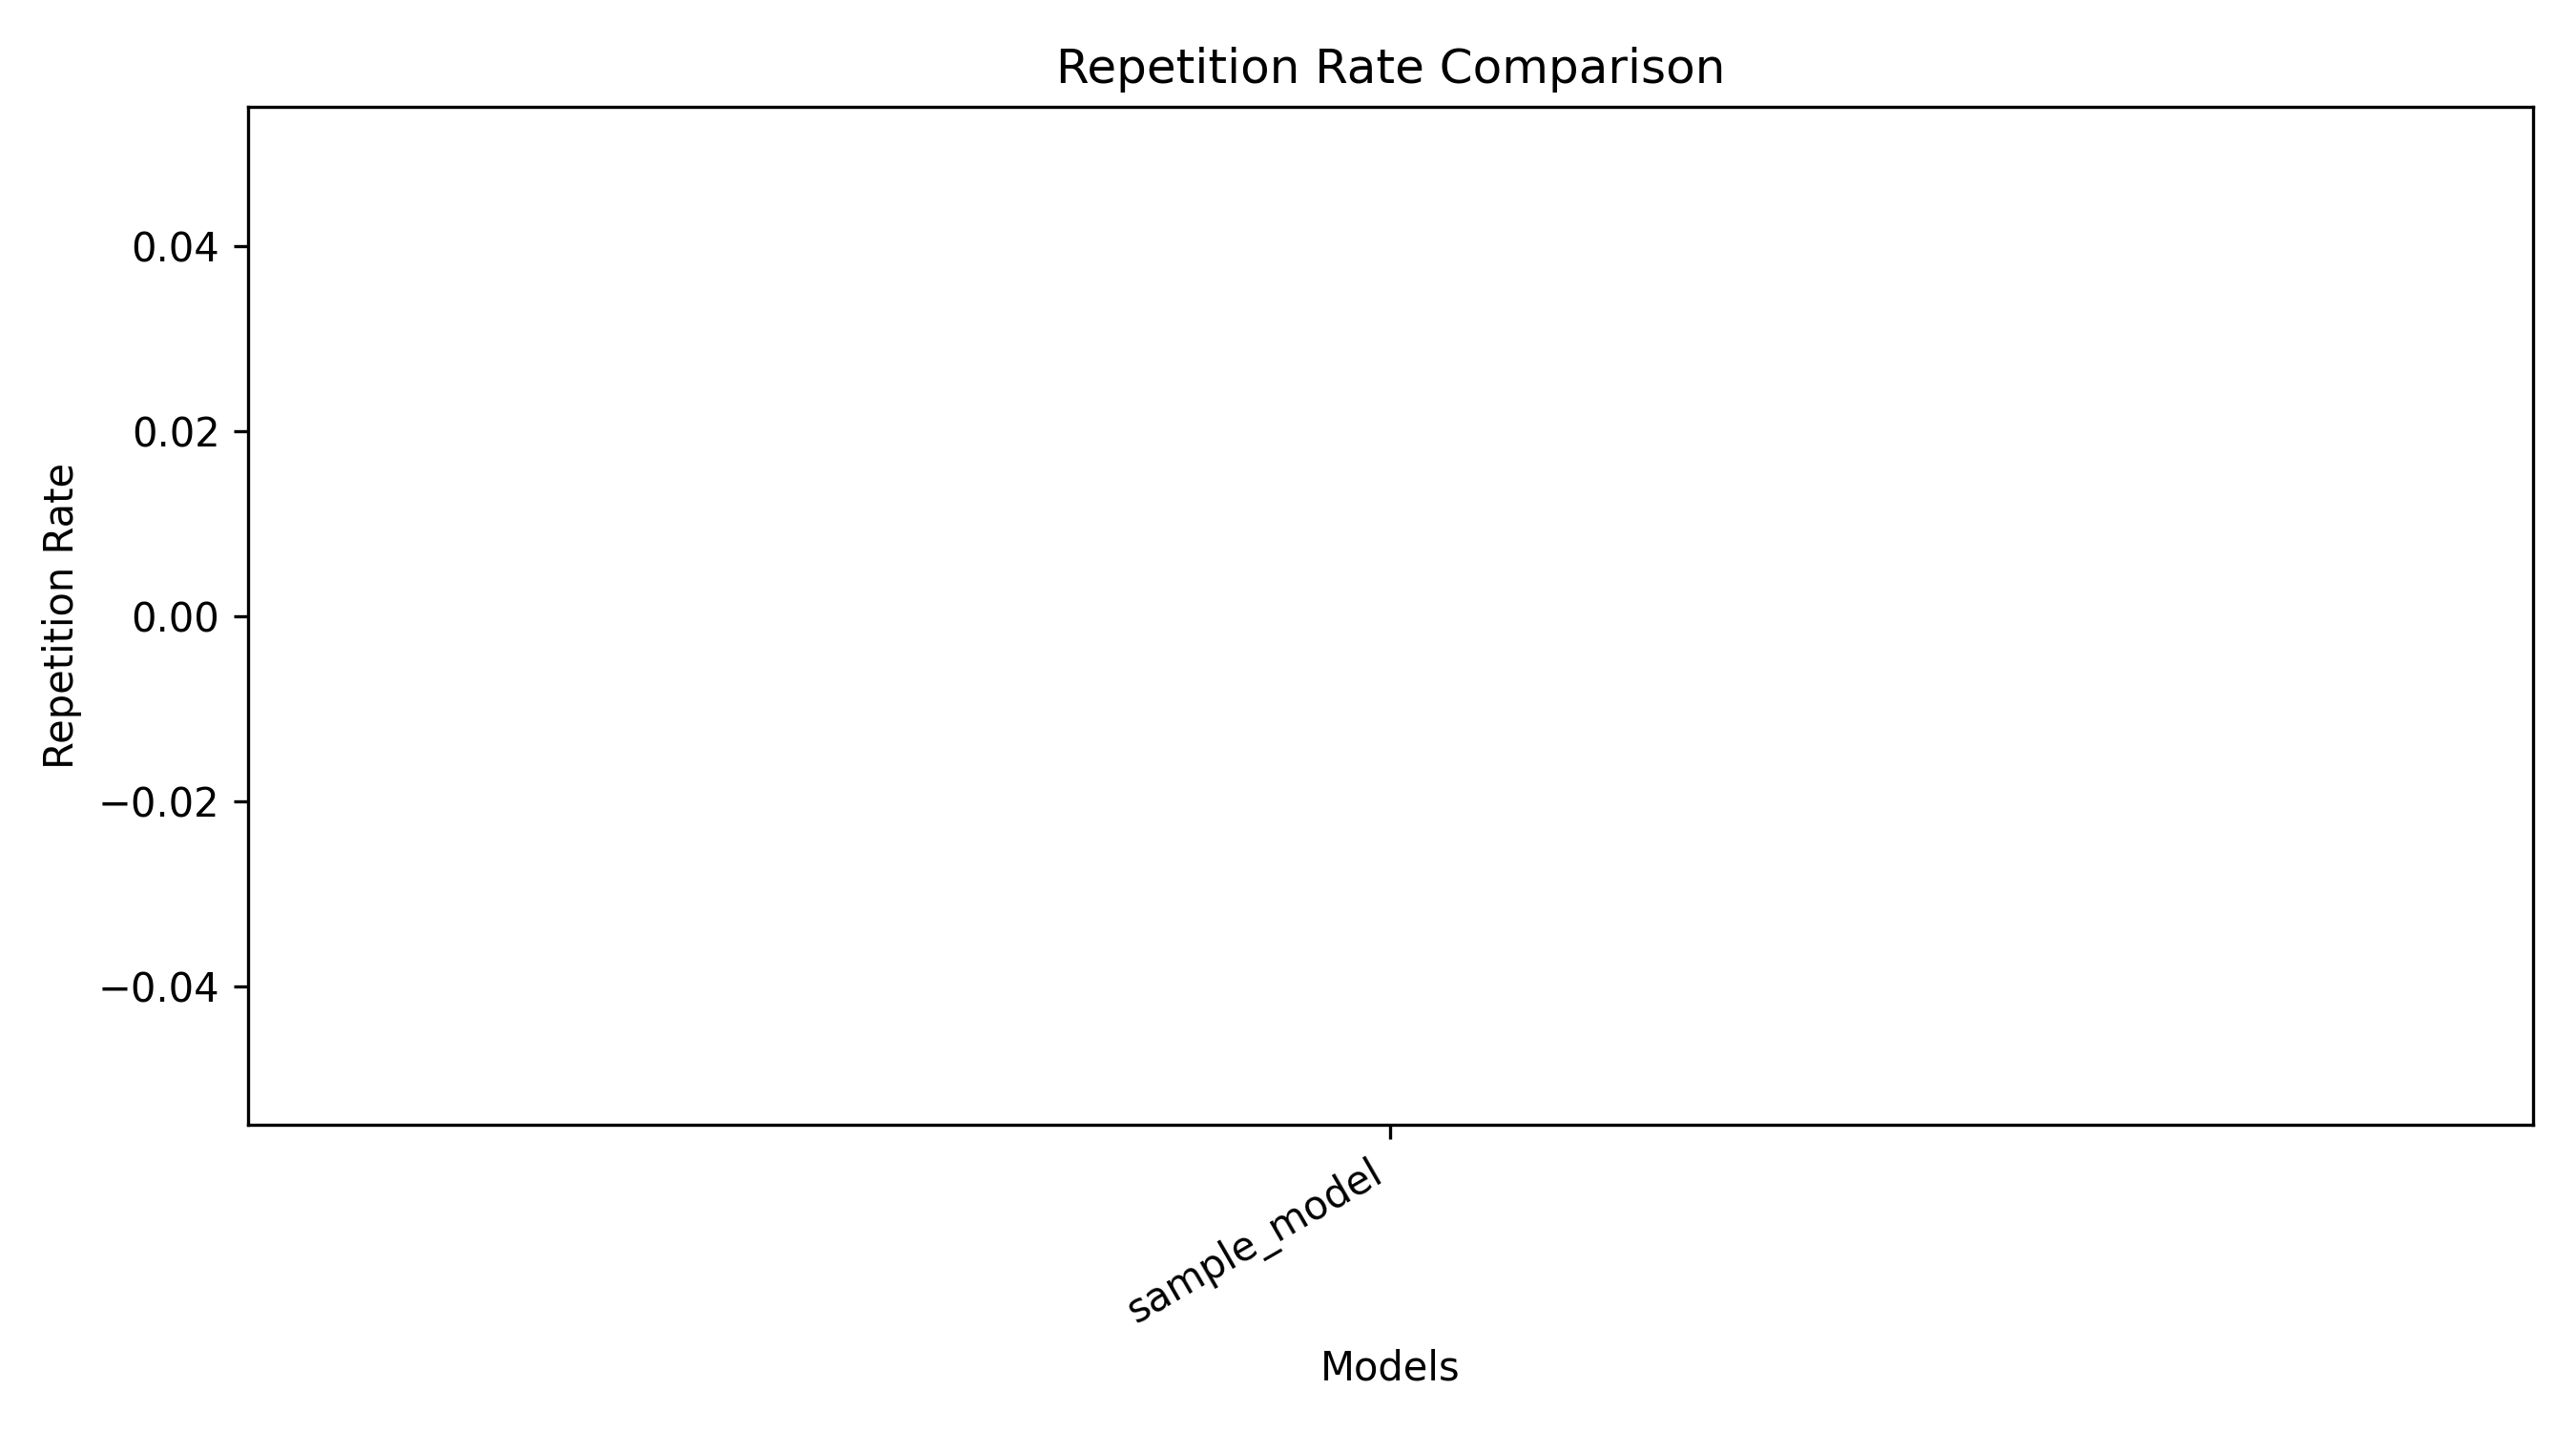 Repetition Rate Comparison
Repetition Rate
0.04
0.02
0.00
−0.02
−0.04
sample_model
Models